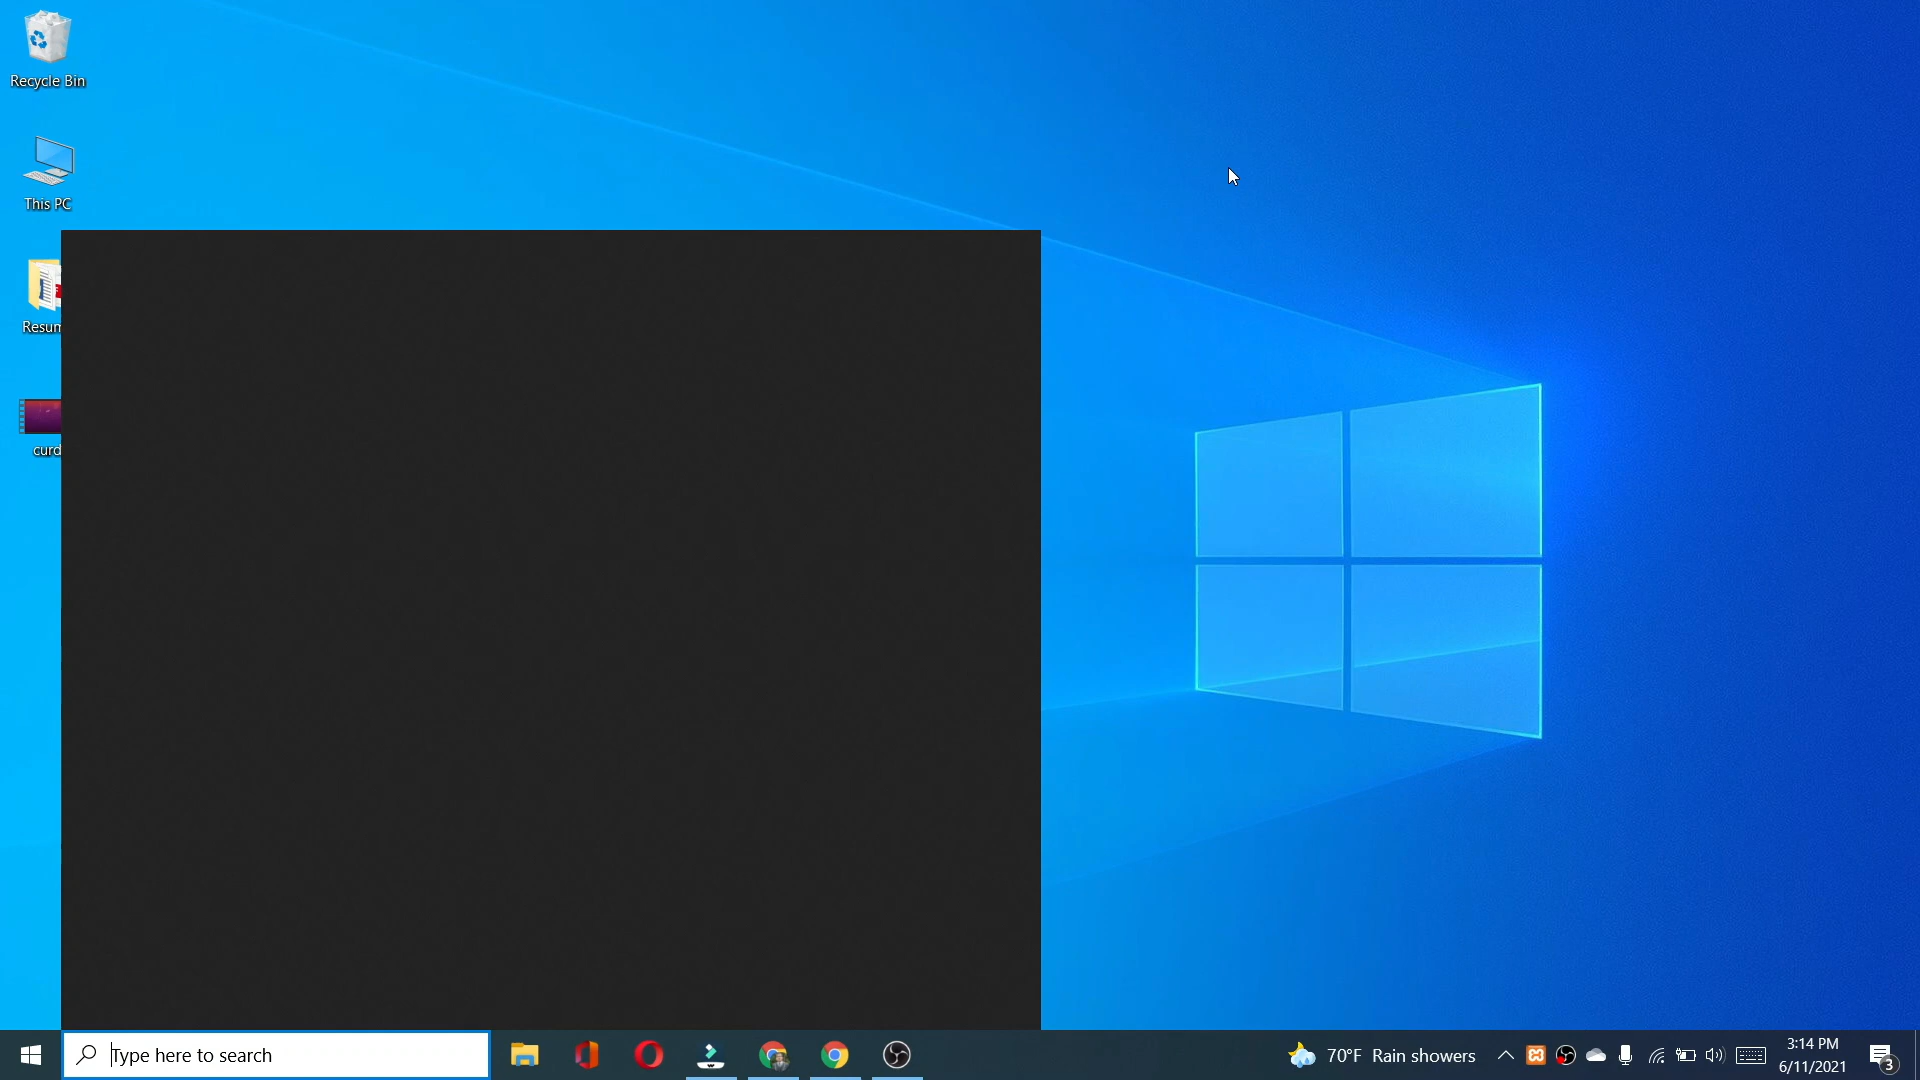 Recycle Bin
This PC
Resum
curd
Type here to search
70°F Rain showers
3:14 PM
6/11/2021
3